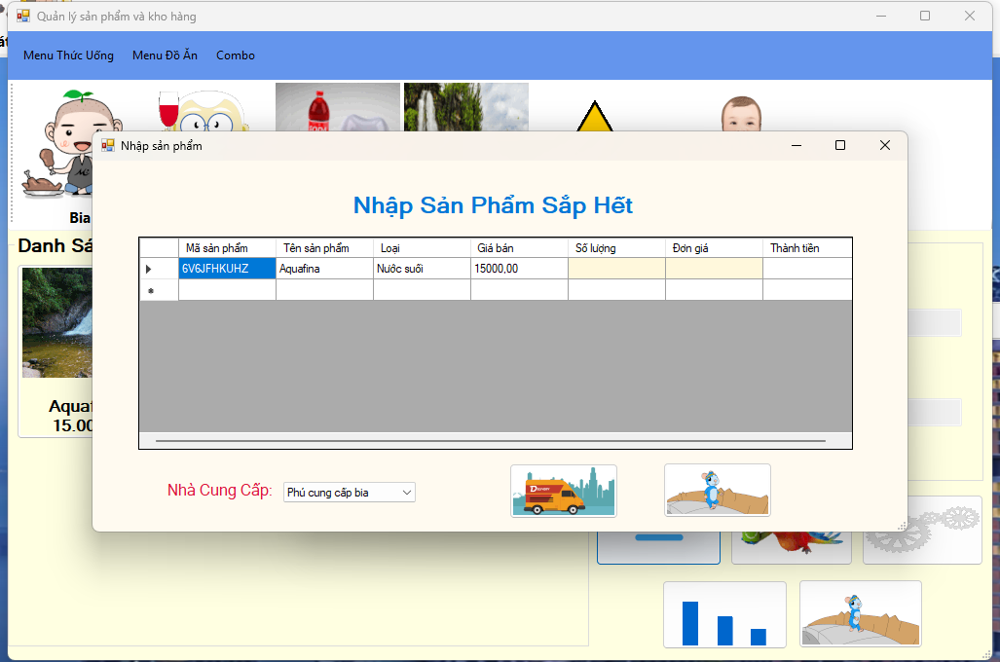 Quản lý sản phẩm và kho hàng
Menu Thức Uống Menu Đồ Ăn Combo
Bia
Danh Sá
Aquaf
15.00
Nhập sản phẩm
Nhập Sản Phẩm Sắp Hết
Mã sản phẩm Tên sản phẩm Loại Giá bán Số lượng Đơn giá Thành tiền
6V6JFHKUHZ Aquafina Nước suối 15000,00
Nhà Cung Cấp: Phú cung cấp bia